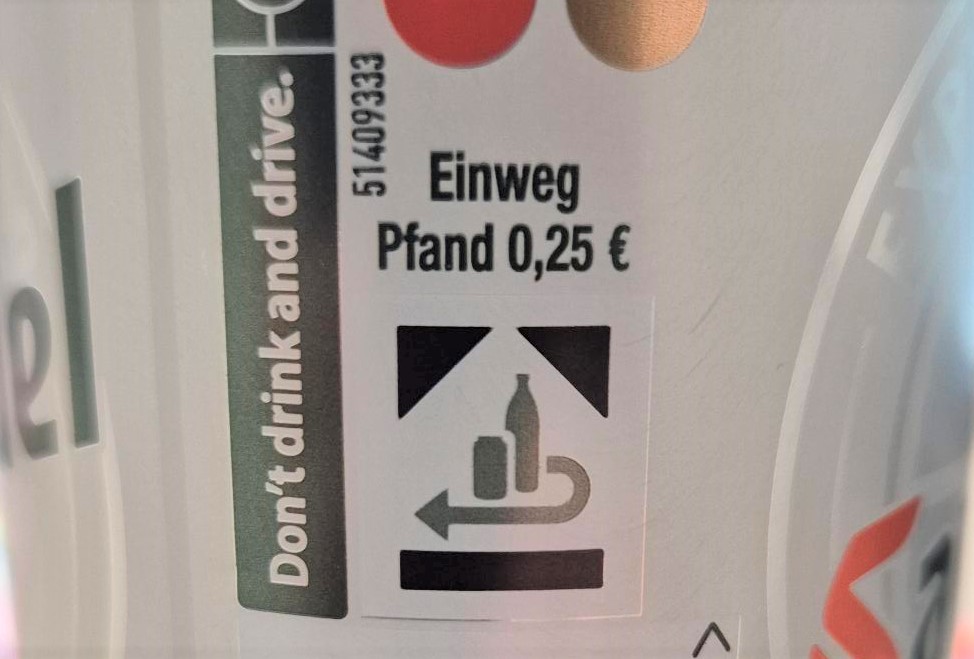 Don't drink and drive.
51409333
Einweg
Pfand 0,25 €